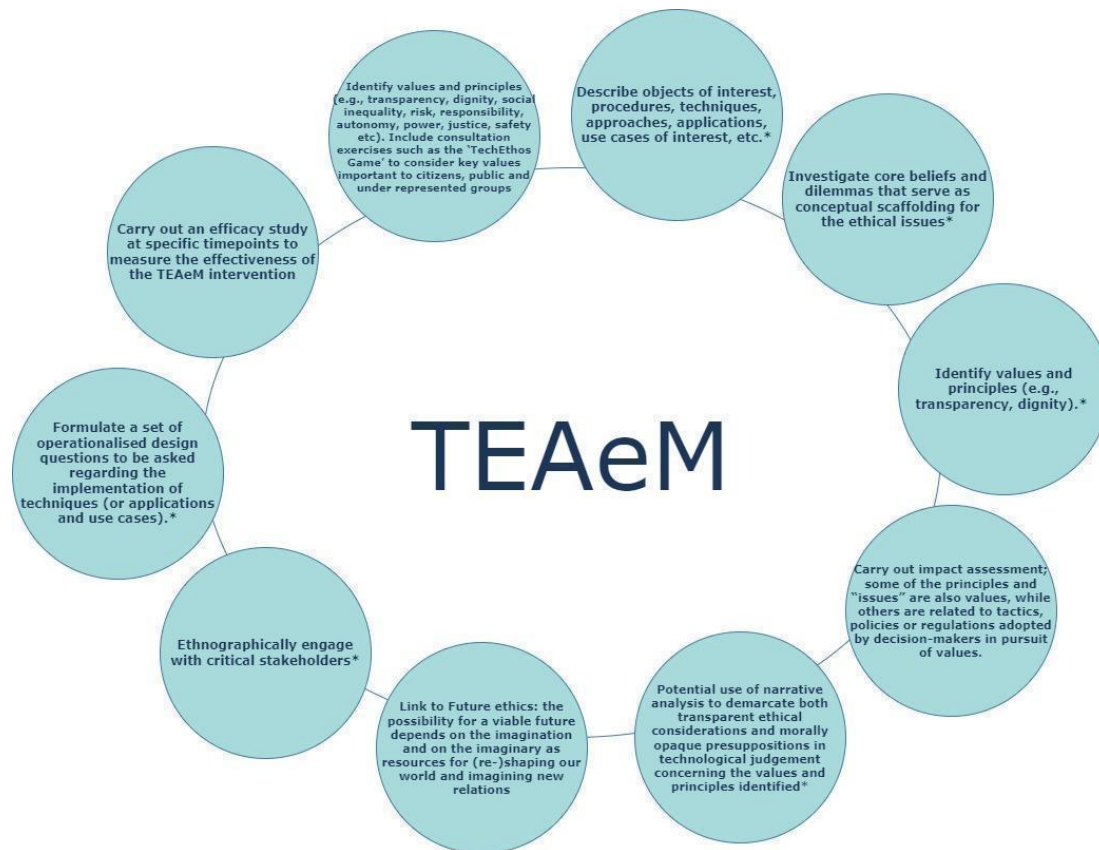 Identify values and principles
(e.g., transparency, dignity, social
inequality, risk, responsibility,
autonomy, power, justice, safety
etc). Include consultation
exercises such as the ‘TechEthos
Game’ to consider key values
important to citizens, public and
under represented groups
Describe objects of interest,
procedures, techniques,
approaches, applications,
use cases of interest, etc.*
Investigate core beliefs and
dilemmas that serve as
conceptual scaffolding for
the ethical issues*
Identify values and
principles (e.g.,
transparency, dignity).*
Carry out impact assessment;
some of the principles and
“issues” are also values, while
others are related to tactics,
policies or regulations adopted
by decision-makers in pursuit
of values.
Potential use of narrative
analysis to demarcate both
transparent ethical
considerations and morally
opaque presuppositions in
technological judgement
concerning the values and
principles identified*
Link to Future ethics: the
possibility for a viable future
depends on the imagination
and on the imaginary as
resources for (re-)shaping our
world and imagining new
relations
Ethnographically engage
with critical stakeholders*
Formulate a set of
operationalised design
questions to be asked
regarding the
implementation of
techniques (or applications
and use cases).*
Carry out an efficacy study
at specific timepoints to
measure the effectiveness of
the TEAeM intervention
TEAeM